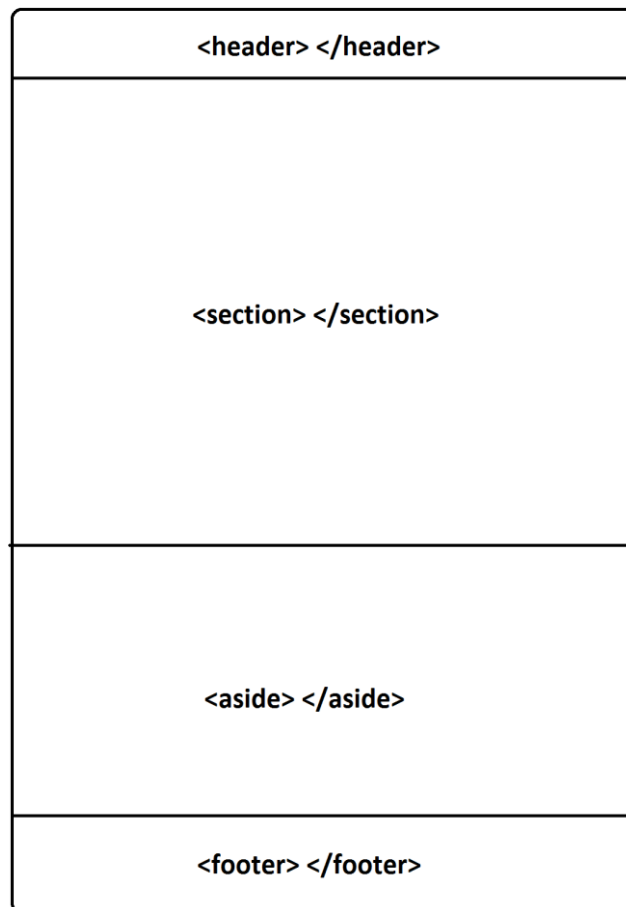 <header> </header>
<section> </section>
<aside> </aside>
<footer> </footer>